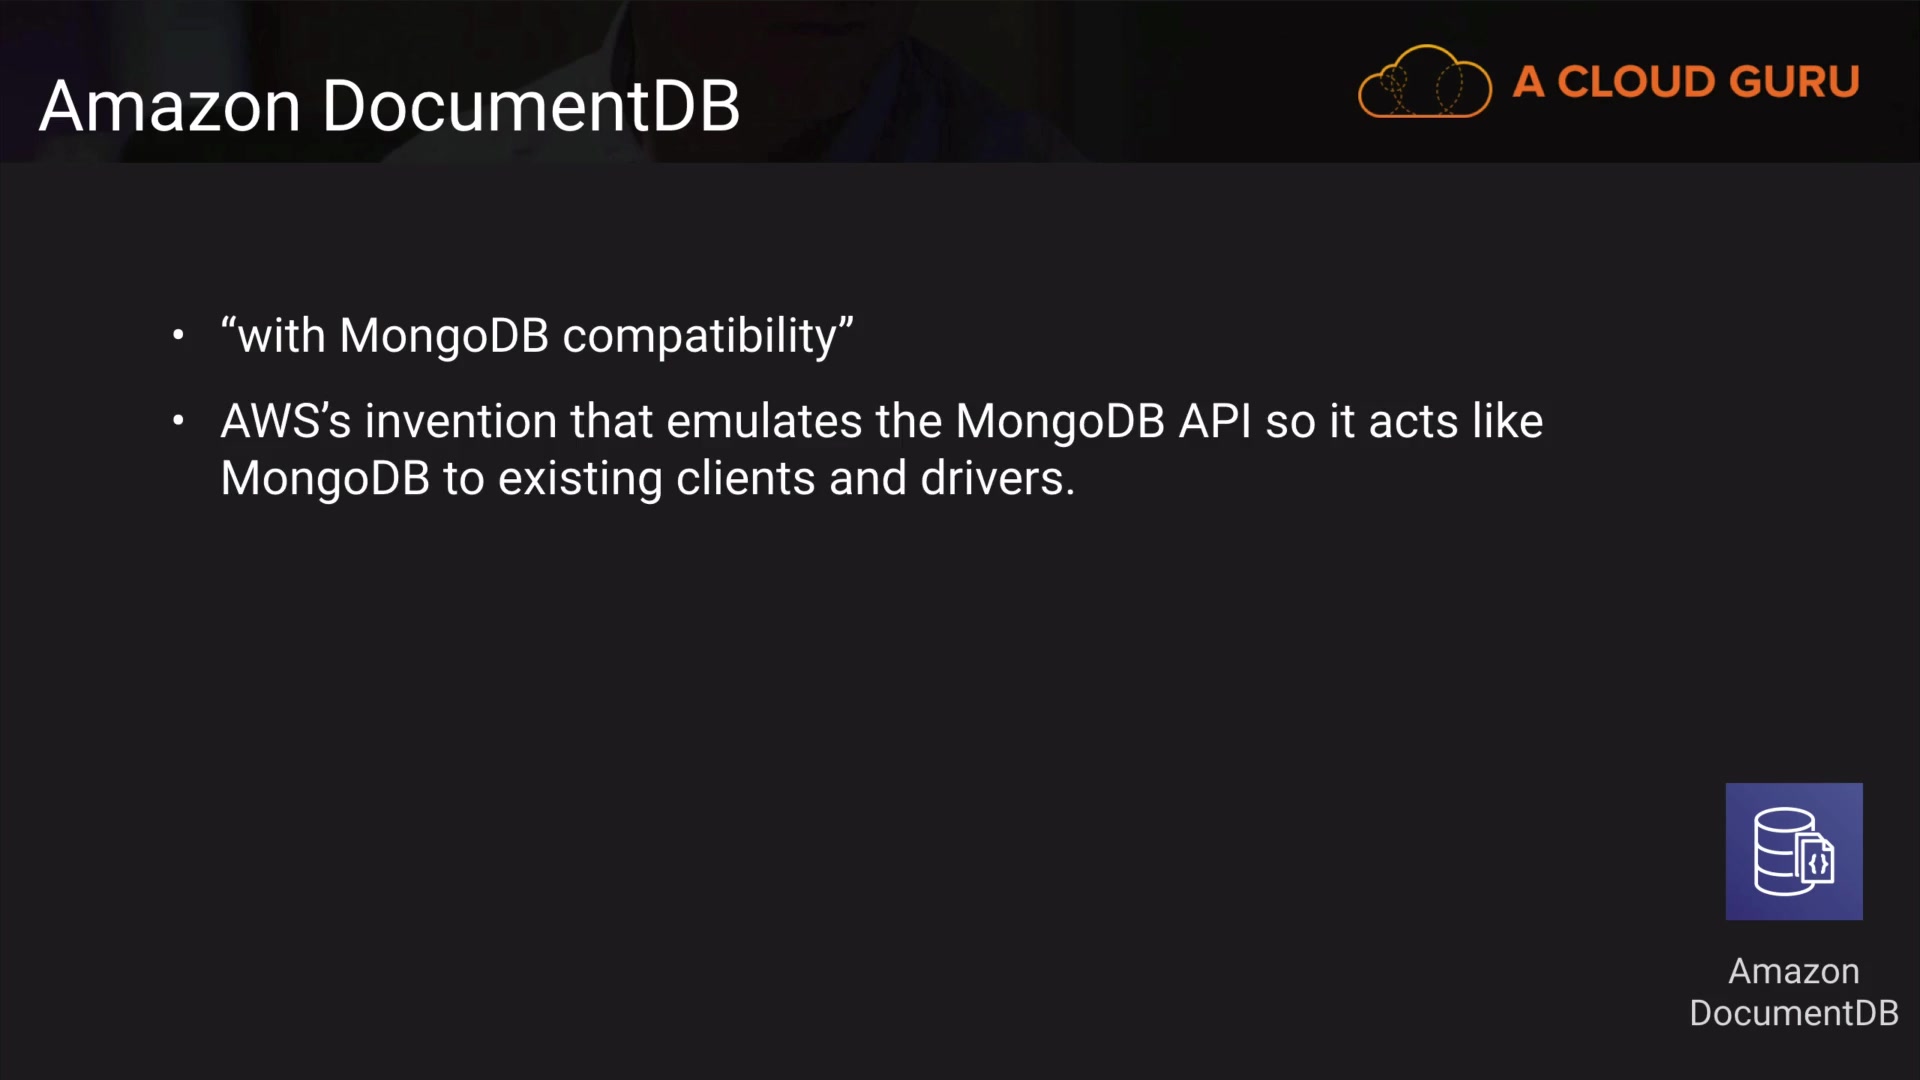 Amazon DocumentDB
A CLOUD GURU
• “with MongoDB compatibility”
• AWS’s invention that emulates the MongoDB API so it acts like
MongoDB to existing clients and drivers.
Amazon
DocumentDB